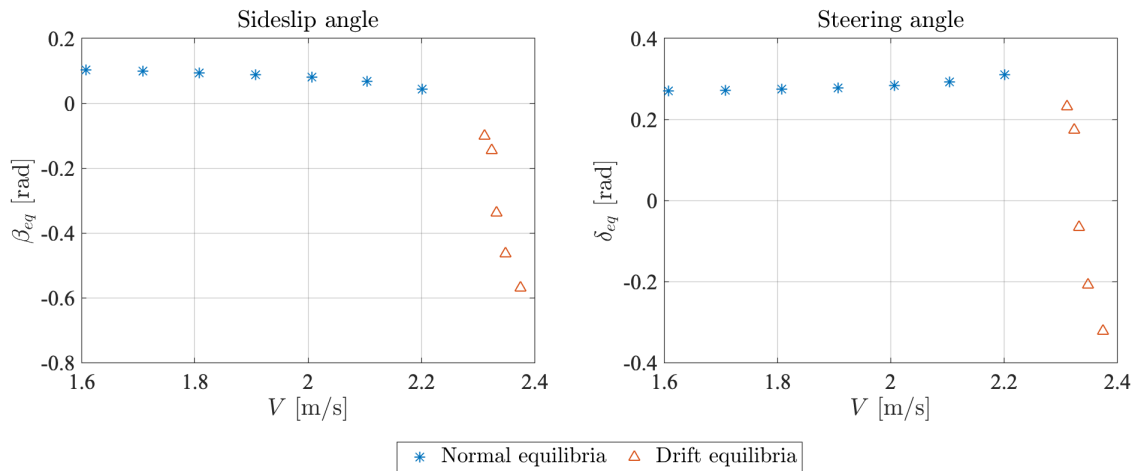 Sideslip angle
0.2
0
-0.2
-0.4
-0.6
-0.8
β_eq [rad]
1.6 1.8 2 2.2 2.4
V [m/s]
Steering angle
0.4
0.2
0
-0.2
-0.4
δ_eq [rad]
1.6 1.8 2 2.2 2.4
V [m/s]
Normal equilibria Drift equilibria